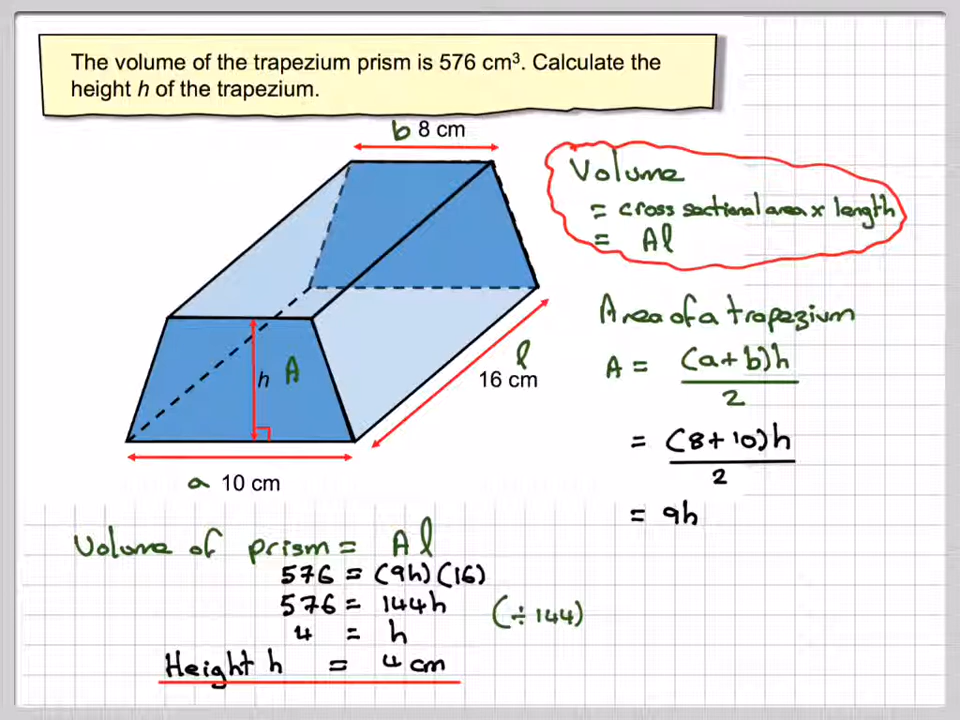 The volume of the trapezium prism is 576 cm³. Calculate the
height h of the trapezium.
b 8 cm
Volume
= cross sectional area x length
= Al
h A
l
16 cm
a 10 cm
Area of a trapezium
A = (a+b)h
2
= (8+10)h
2
= 9h
Volume of prism = Al
576 = (9h)(16)
576 = 144h (÷144)
4 = h
Height h = 4 cm